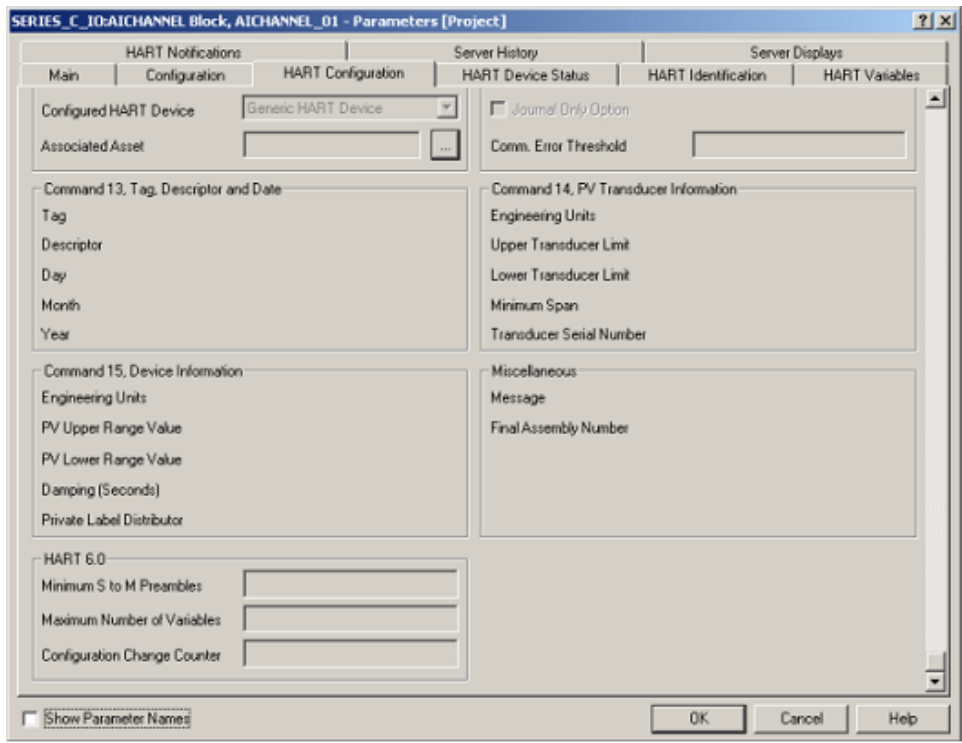 SERIES_C_IO:AICHANNEL Block, AICHANNEL_01 - Parameters [Project]
HART Notifications
Server History
Server Displays
Main
Configuration
HART Configuration
HART Device Status
HART Identification
HART Variables
Configured HART Device
Generic HART Device
Associated Asset
...
Journal Only Option
Comm. Error Threshold
Command 13, Tag, Descriptor and Date
Tag
Descriptor
Day
Month
Year
Command 14, PV Transducer Information
Engineering Units
Upper Transducer Limit
Lower Transducer Limit
Minimum Span
Transducer Serial Number
Command 15, Device Information
Engineering Units
PV Upper Range Value
PV Lower Range Value
Damping (Seconds)
Private Label Distributor
Miscellaneous
Message
Final Assembly Number
HART 6.0
Minimum S to M Preambles
Maximum Number of Variables
Configuration Change Counter
Show Parameter Names
OK
Cancel
Help